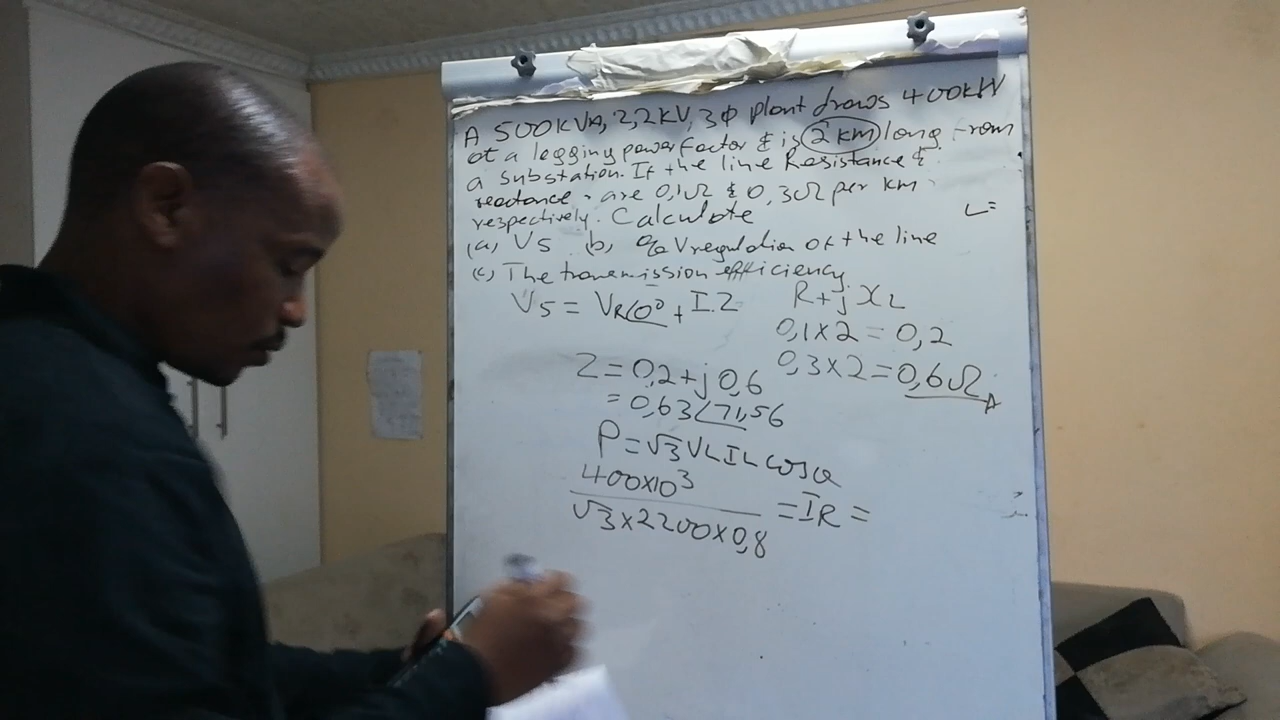 A 500KVA, 2,2KV, 3Φ plant draws 400kW
at a legging power factor & is 2 km long from
a substation. If the line Resistance &
reactance are 0,1Ω & 0,3Ω per km
respectively. Calculate
L=
(a) VS (b) % Vregulation of the line
(c) The transmission efficiency
VS = VR∠0° + I.Z
R+jXL
0,1x2=0,2
0,3x2=0,6Ω
Z=0,2+j0,6
=0,63∠71,56
P=√3VLILcosθ
400x10³
√3x2200x0,8 =IR=